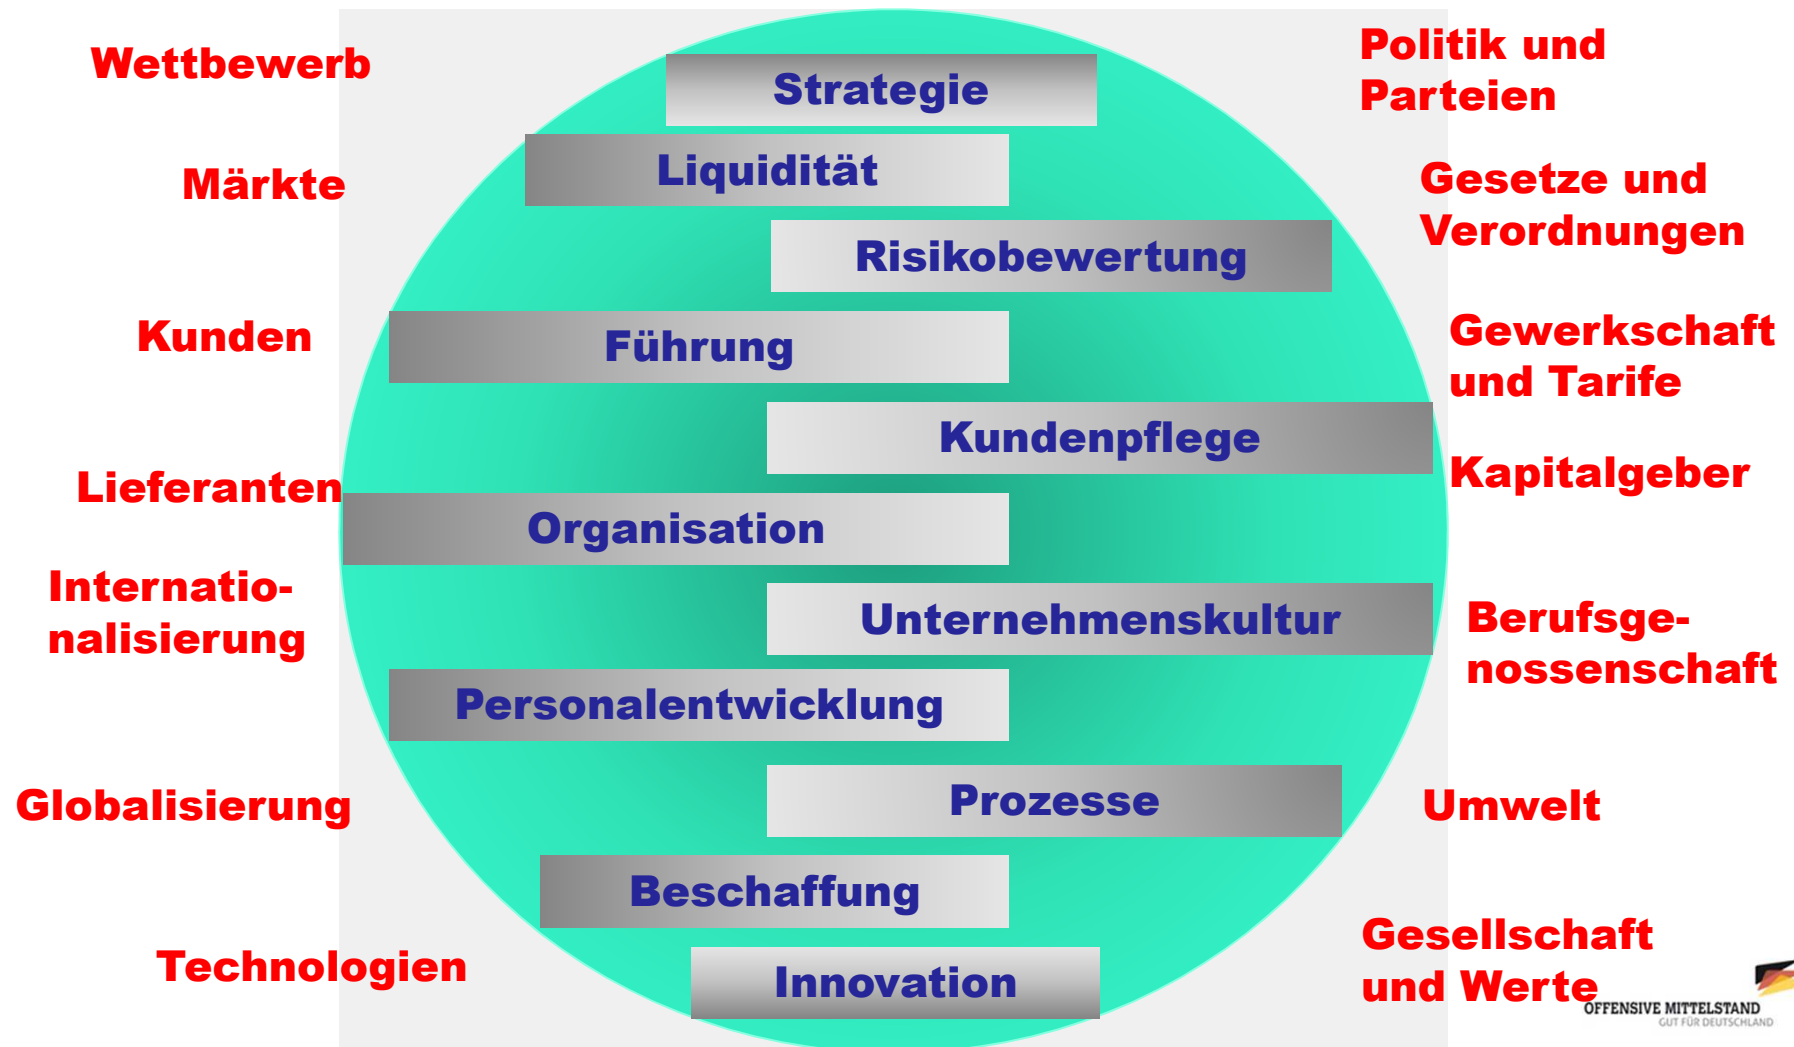 Wettbewerb
Politik und
Parteien
Strategie
Liquidität
Märkte
Gesetze und
Verordnungen
Risikobewertung
Kunden
Führung
Gewerkschaft
und Tarife
Kundenpflege
Lieferanten
Kapitalgeber
Organisation
Internatio-
nalisierung
Unternehmenskultur
Berufsge-
nossenschaft
Personalentwicklung
Globalisierung
Prozesse
Umwelt
Beschaffung
Technologien
Innovation
Gesellschaft
und Werte
OFFENSIVE MITTELSTAND
GUT FÜR DEUTSCHLAND